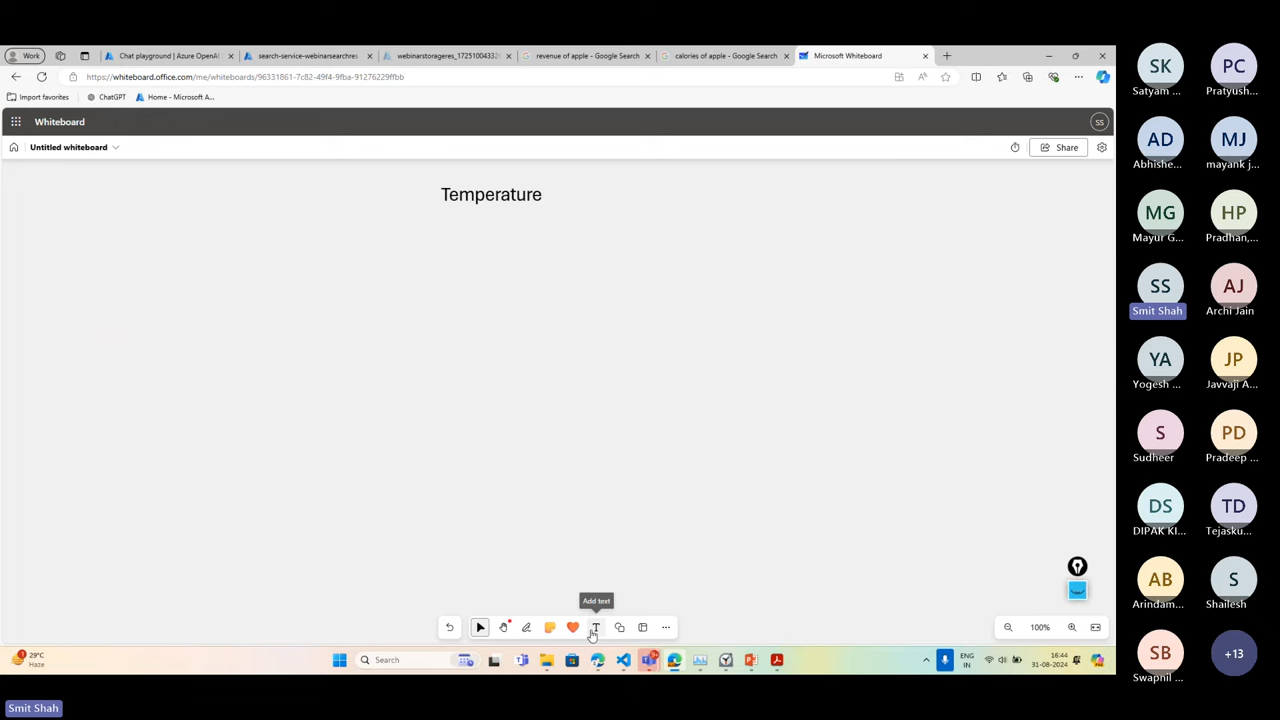 Work
Chat playground | Azure OpenAI
search-service-webinarsearchres
webinarstorageres_1725100433
revenue of apple - Google Search
calories of apple - Google Search
Microsoft Whiteboard
https://whiteboard.office.com/me/whiteboards/96331861-7c82-49f4-9fba-91276229ffbb
Import favorites
ChatGPT
Home - Microsoft A...
Whiteboard
SS
Untitled whiteboard
Share
Temperature
Add text
T
100%
29°C
Haze
Search
ENG
IN
16:44
31-08-2024
SK
Satyam ...
PC
Pratyush...
AD
Abhishe...
MJ
mayank j...
MG
Mayur G...
HP
Pradhan,...
SS
Smit Shah
AJ
Archi Jain
YA
Yogesh ...
JP
Javvaji A...
S
Sudheer
PD
Pradeep ...
DS
DIPAK KI...
TD
Tejasku...
AB
Arindam...
S
Shailesh
SB
Swapnil ...
+13
Smit Shah